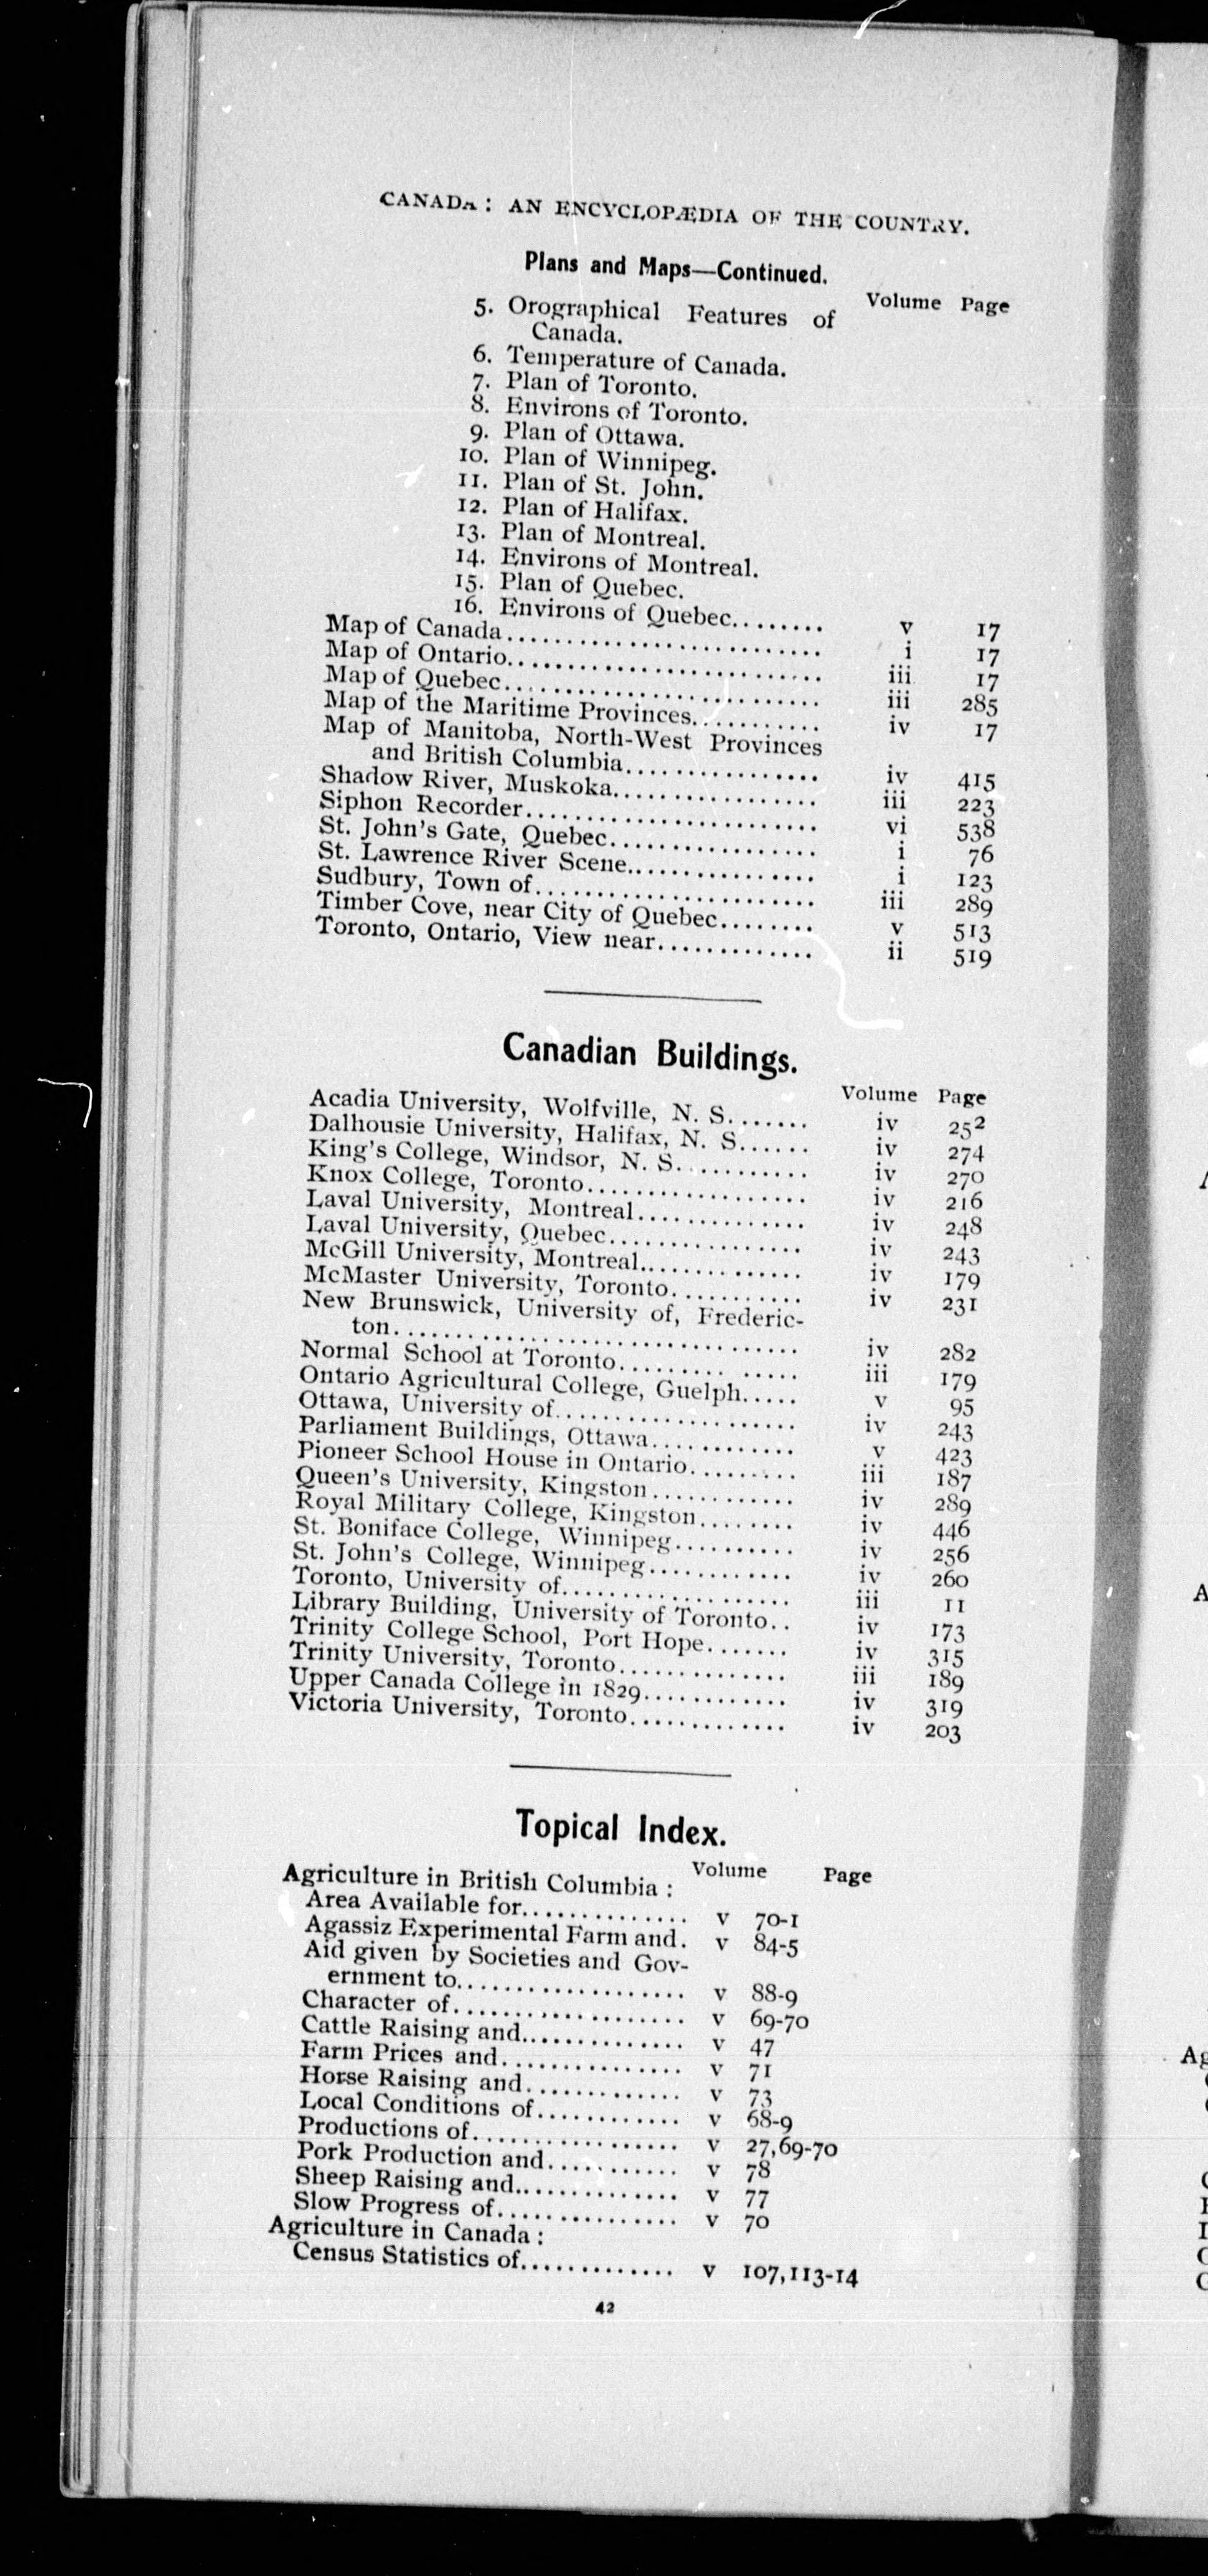 CANADA: AN ENCYCLOPÆDIA OF THE COUNTRY.
Plans and Maps—Continued.
Volume Page
5. Orographical Features of
Canada.
6. Temperature of Canada.
7. Plan of Toronto.
8. Environs of Toronto.
9. Plan of Ottawa.
10. Plan of Winnipeg.
11. Plan of St. John.
12. Plan of Halifax.
13. Plan of Montreal.
14. Environs of Montreal.
15. Plan of Quebec.
16. Environs of Quebec........ v 17
Map of Canada............................ i 17
Map of Ontario............................ iii 17
Map of Quebec............................ iii 285
Map of the Maritime Provinces........... iv 17
Map of Manitoba, North-West Provinces
and British Columbia................ iv 415
Shadow River, Muskoka................. iii 223
Siphon Recorder......................... vi 538
St. John's Gate, Quebec.................. i 76
St. Lawrence River Scene................ i 123
Sudbury, Town of........................ iii 289
Timber Cove, near City of Quebec........ v 513
Toronto, Ontario, View near............. ii 519
Canadian Buildings.
Volume Page
Acadia University, Wolfville, N. S....... iv 252
Dalhousie University, Halifax, N. S...... iv 274
King's College, Windsor, N. S........... iv 270
Knox College, Toronto................... iv 216
Laval University, Montreal.............. iv 248
Laval University, Quebec................ iv 243
McGill University, Montreal.............. iv 179
McMaster University, Toronto........... iv 231
New Brunswick, University of, Frederic-
ton................................. iv 282
Normal School at Toronto............... iii 179
Ontario Agricultural College, Guelph..... v 95
Ottawa, University of.................... iv 243
Parliament Buildings, Ottawa............ v 423
Pioneer School House in Ontario......... iii 187
Queen's University, Kingston............ iv 289
Royal Military College, Kingston........ iv 446
St. Boniface College, Winnipeg.......... iv 256
St. John's College, Winnipeg............ iv 260
Toronto, University of................... iii 11
Library Building, University of Toronto.. iv 173
Trinity College School, Port Hope....... iv 315
Trinity University, Toronto.............. iii 189
Upper Canada College in 1829............ iv 319
Victoria University, Toronto............. iv 203
Topical Index.
Volume Page
Agriculture in British Columbia :
Area Available for.............. v 70-1
Agassiz Experimental Farm and. v 84-5
Aid given by Societies and Gov-
ernment to................... v 88-9
Character of.................... v 69-70
Cattle Raising and.............. v 47
Farm Prices and............... v 71
Horse Raising and............. v 73
Local Conditions of............ v 68-9
Productions of................. v 27,69-70
Pork Production and........... v 78
Sheep Raising and.............. v 77
Slow Progress of............... v 70
Agriculture in Canada :
Census Statistics of............. v 107,113-14
42